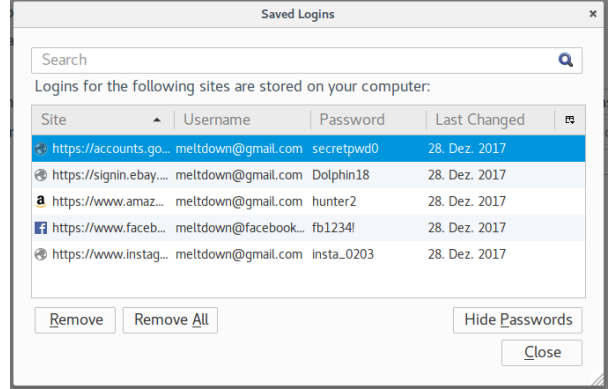 Saved Logins
Search
Logins for the following sites are stored on your computer:
Site Username Password Last Changed
https://accounts.go... meltdown@gmail.com secretpwd0 28. Dez. 2017
https://signin.ebay.... meltdown@gmail.com Dolphin18 28. Dez. 2017
https://www.amaz... meltdown@gmail.com hunter2 28. Dez. 2017
https://www.faceb... meltdown@facebook... fb1234! 28. Dez. 2017
https://www.instag... meltdown@gmail.com insta_0203 28. Dez. 2017
Remove Remove All Hide Passwords
Close